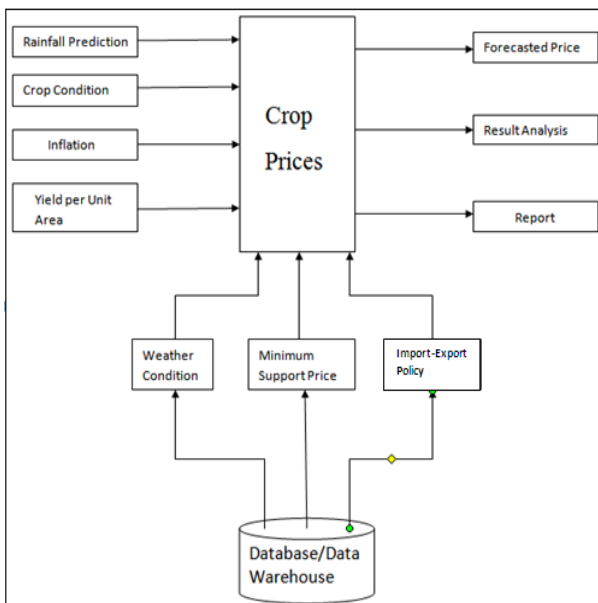 Rainfall Prediction
Crop Condition
Inflation
Yield per Unit
Area
Crop
Prices
Forecasted Price
Result Analysis
Report
Weather
Condition
Minimum
Support Price
Import-Export
Policy
Database/Data
Warehouse